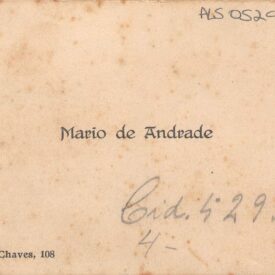 ALS 052
Mario de Andrade
Cid. 529
4-
Chaves, 108